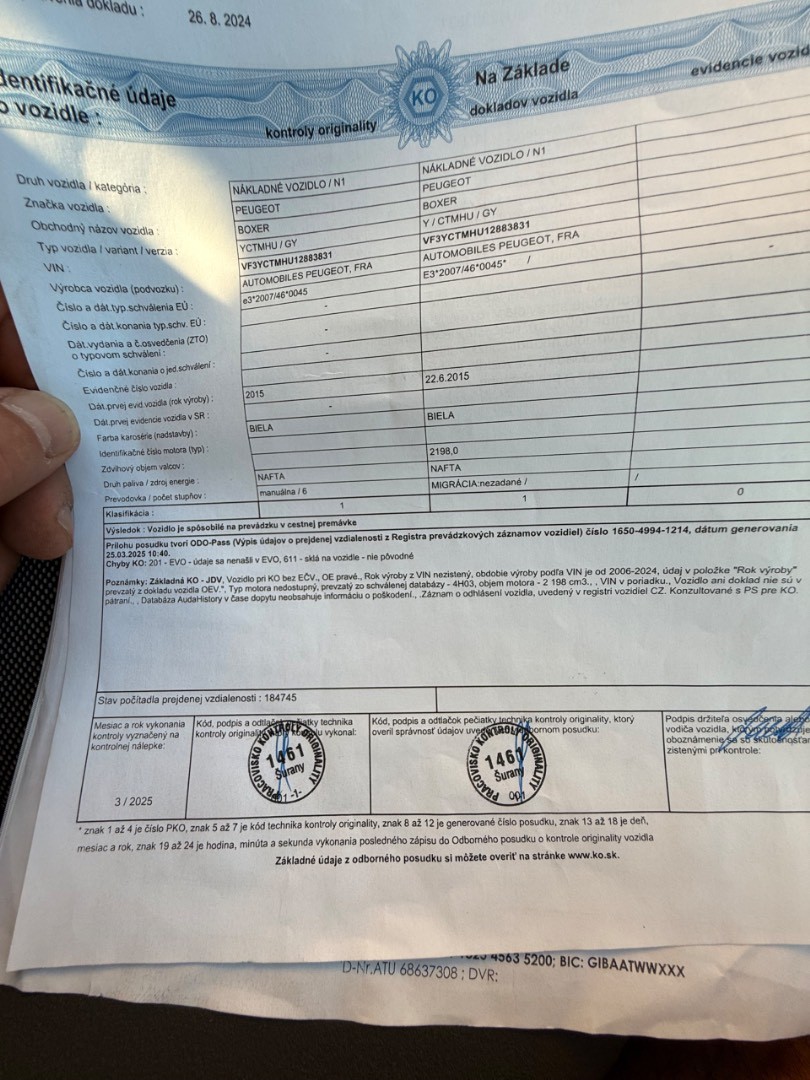 dokladu :
26. 8. 2024
dentifikačné údaje
o vozidle :
kontroly originality
KO
Na Základe
dokladov vozidla
evidencie vozid
Druh vozidla / kategória : NÁKLADNÉ VOZIDLO / N1 NÁKLADNÉ VOZIDLO / N1
Značka vozidla : PEUGEOT PEUGEOT
Obchodný názov vozidla : BOXER BOXER
Typ vozidla / variant / verzia : YCTMHU / GY Y / CTMHU / GY
VIN : VF3YCTMHU12883831 VF3YCTMHU12883831
Výrobca vozidla (podvozku) : AUTOMOBILES PEUGEOT, FRA AUTOMOBILES PEUGEOT, FRA
Číslo a dát.typ.schválenia EÚ : e3*2007/46*0045 E3*2007/46*0045* /
Číslo a dát.konania typ.schv. EÚ : -
Dát.vydania a č.osvedčenia (ZTO)
o typovom schválení : -
Číslo a dát.konania o jed.schválení : -
Evidenčné číslo vozidla :
Dát.prvej evid.vozidla (rok výroby) : 2015 22.6.2015
Dát.prvej evidencie vozidla v SR : -
Farba karosérie (nadstavby) : BIELA BIELA
Identifikačné číslo motora (typ) :
Zdvihový objem valcov : 2198,0
Druh paliva / zdroj energie : NAFTA NAFTA
Prevodovka / počet stupňov : manuálna / 6 MIGRÁCIA:nezadané / /
Klasifikácia : 1 1 0
Výsledok : Vozidlo je spôsobilé na prevádzku v cestnej premávke
Prílohu posudku tvorí ODO-Pass (Výpis údajov o prejdenej vzdialenosti z Registra prevádzkových záznamov vozidiel) číslo 1650-4994-1214, dátum generovania
25.03.2025 10:40.
Chyby KO: 201 - EVO - údaje sa nenašli v EVO, 611 - sklá na vozidle - nie pôvodné
Poznámky: Základná KO - JDV, Vozidlo pri KO bez EČV., OE pravé., Rok výroby z VIN nezistený, obdobie výroby podľa VIN je od 2006-2024, údaj v položke "Rok výroby"
prevzatý z dokladu vozidla OEV.", Typ motora nedostupný, prevzatý zo schválenej databázy - 4H03, objem motora - 2 198 cm3., , VIN v poriadku., Vozidlo ani doklad nie sú v
pátraní., . Databáza AudaHistory v čase dopytu neobsahuje informáciu o poškodení., .Záznam o odhlásení vozidla, uvedený v registri vozidiel CZ. Konzultované s PS pre KO.
Stav počítadla prejdenej vzdialenosti : 184745
Mesiac a rok vykonania
kontroly vyznačený na
kontrolnej nálepke:
3 / 2025
Kód, podpis a odtlačok pečiatky technika
kontroly originality, ktorý kontrolu vykonal:
PRACOVISKO KONTROLY ORIGINALITY
1461
Šurany
Kód, podpis a odtlačok pečiatky technika kontroly originality, ktorý
overil správnosť údajov uvedených v odbornom posudku:
PRACOVISKO KONTROLY ORIGINALITY
1461
Šurany
001
Podpis držiteľa osvedčenia alebo
vodiča vozidla, ktorým potvrdzuje
oboznámenie sa so skutočnosťami
zistenými pri kontrole:
* znak 1 až 4 je číslo PKO, znak 5 až 7 je kód technika kontroly originality, znak 8 až 12 je generované číslo posudku, znak 13 až 18 je deň,
mesiac a rok, znak 19 až 24 je hodina, minúta a sekunda vykonania posledného zápisu do Odborného posudku o kontrole originality vozidla
Základné údaje z odborného posudku si môžete overiť na stránke www.ko.sk.
4563 5200; BIC: GIBAATWWXXX
D-Nr.ATU 68637308 ; DVR: